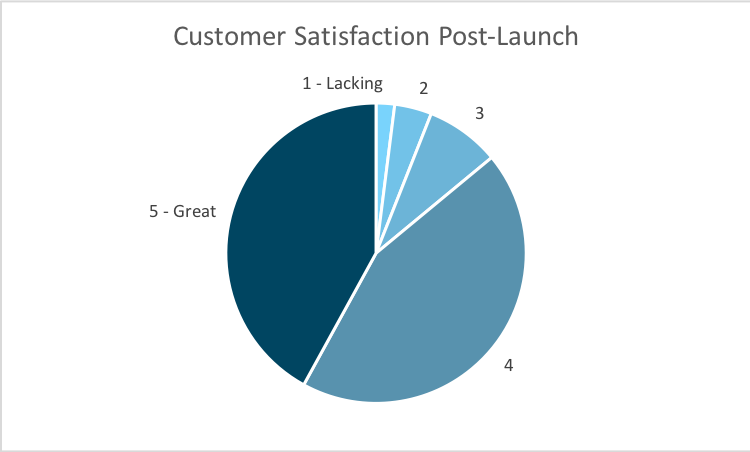 Customer Satisfaction Post-Launch
1 - Lacking
2
3
5 - Great
4